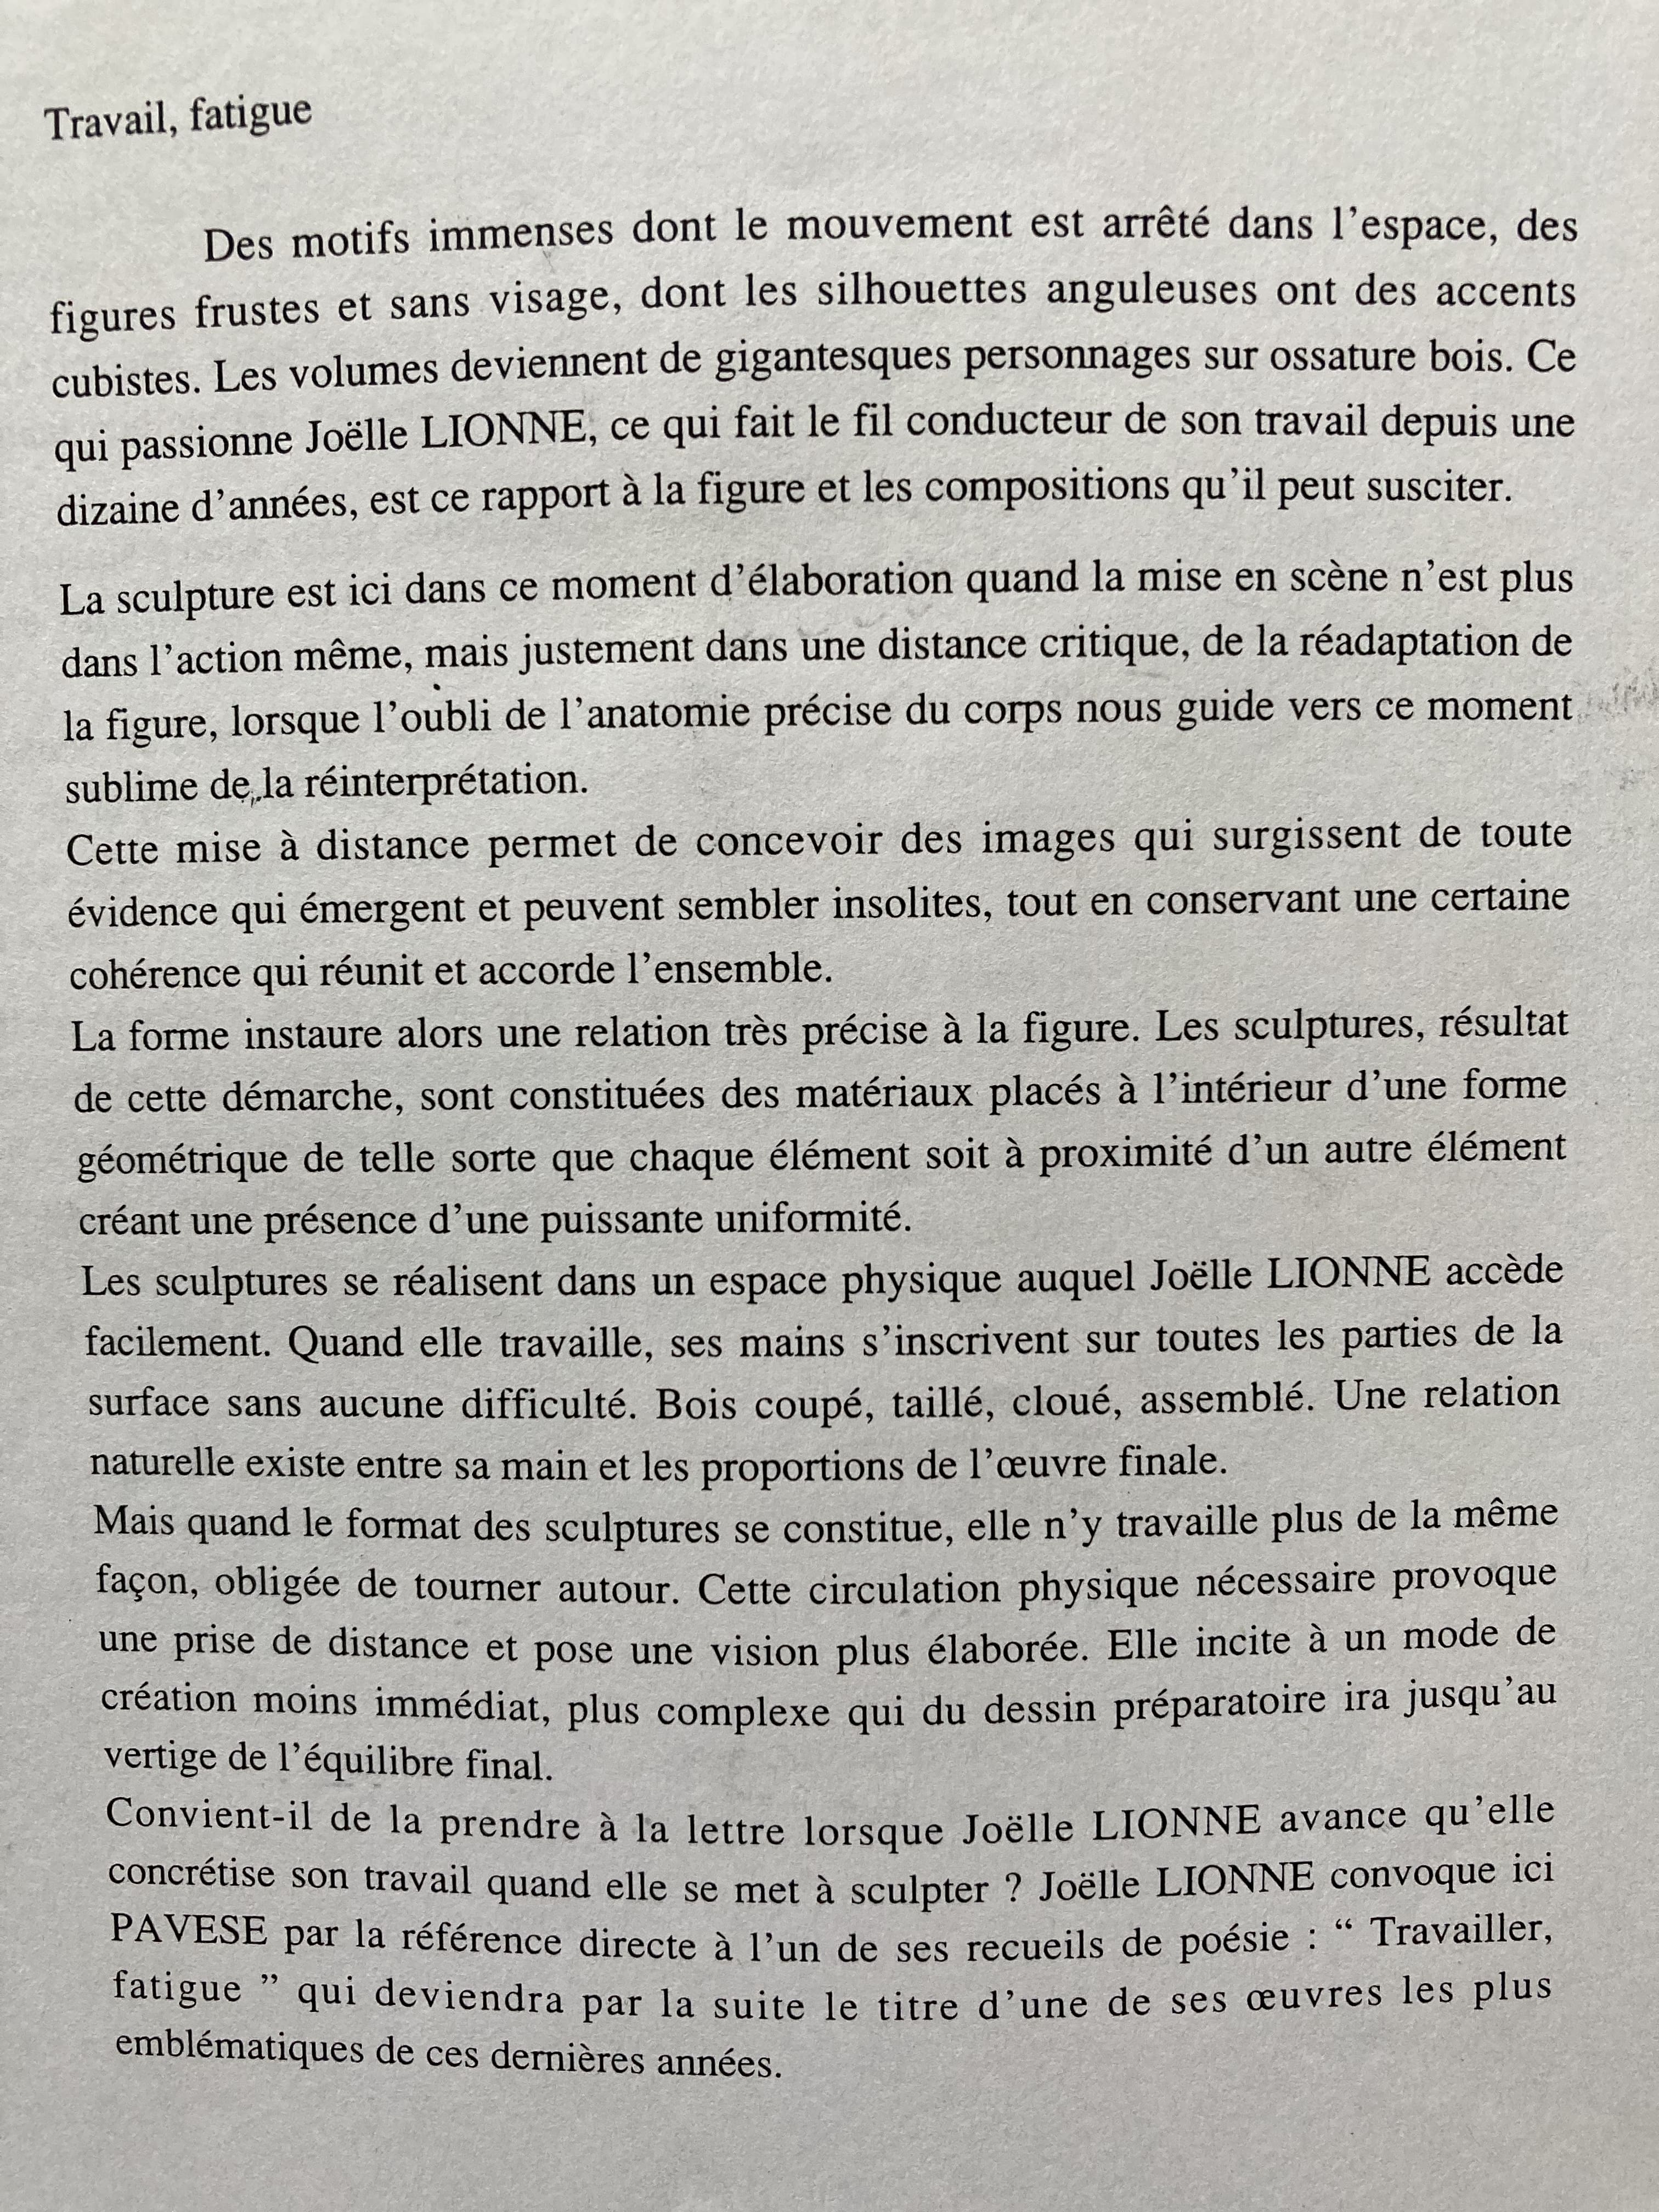 Travail, fatigue
Des motifs immenses dont le mouvement est arrêté dans l'espace, des
figures frustes et sans visage, dont les silhouettes anguleuses ont des accents
cubistes. Les volumes deviennent de gigantesques personnages sur ossature bois. Ce
qui passionne Joëlle LIONNE, ce qui fait le fil conducteur de son travail depuis une
dizaine d'années, est ce rapport à la figure et les compositions qu'il peut susciter.
La sculpture est ici dans ce moment d'élaboration quand la mise en scène n'est plus
dans l'action même, mais justement dans une distance critique, de la réadaptation de
la figure, lorsque l'oubli de l'anatomie précise du corps nous guide vers ce moment
sublime de la réinterprétation.
Cette mise à distance permet de concevoir des images qui surgissent de toute
évidence qui émergent et peuvent sembler insolites, tout en conservant une certaine
cohérence qui réunit et accorde l'ensemble.
La forme instaure alors une relation très précise à la figure. Les sculptures, résultat
de cette démarche, sont constituées des matériaux placés à l'intérieur d'une forme
géométrique de telle sorte que chaque élément soit à proximité d'un autre élément
créant une présence d'une puissante uniformité.
Les sculptures se réalisent dans un espace physique auquel Joëlle LIONNE accède
facilement. Quand elle travaille, ses mains s'inscrivent sur toutes les parties de la
surface sans aucune difficulté. Bois coupé, taillé, cloué, assemblé. Une relation
naturelle existe entre sa main et les proportions de l'œuvre finale.
Mais quand le format des sculptures se constitue, elle n'y travaille plus de la même
façon, obligée de tourner autour. Cette circulation physique nécessaire provoque
une prise de distance et pose une vision plus élaborée. Elle incite à un mode de
création moins immédiat, plus complexe qui du dessin préparatoire ira jusqu'au
vertige de l'équilibre final.
Convient-il de la prendre à la lettre lorsque Joëlle LIONNE avance qu'elle
concrétise son travail quand elle se met à sculpter ? Joëlle LIONNE convoque ici
PAVESE par la référence directe à l'un de ses recueils de poésie : “ Travailler,
fatigue ” qui deviendra par la suite le titre d'une de ses œuvres les plus
emblématiques de ces dernières années.